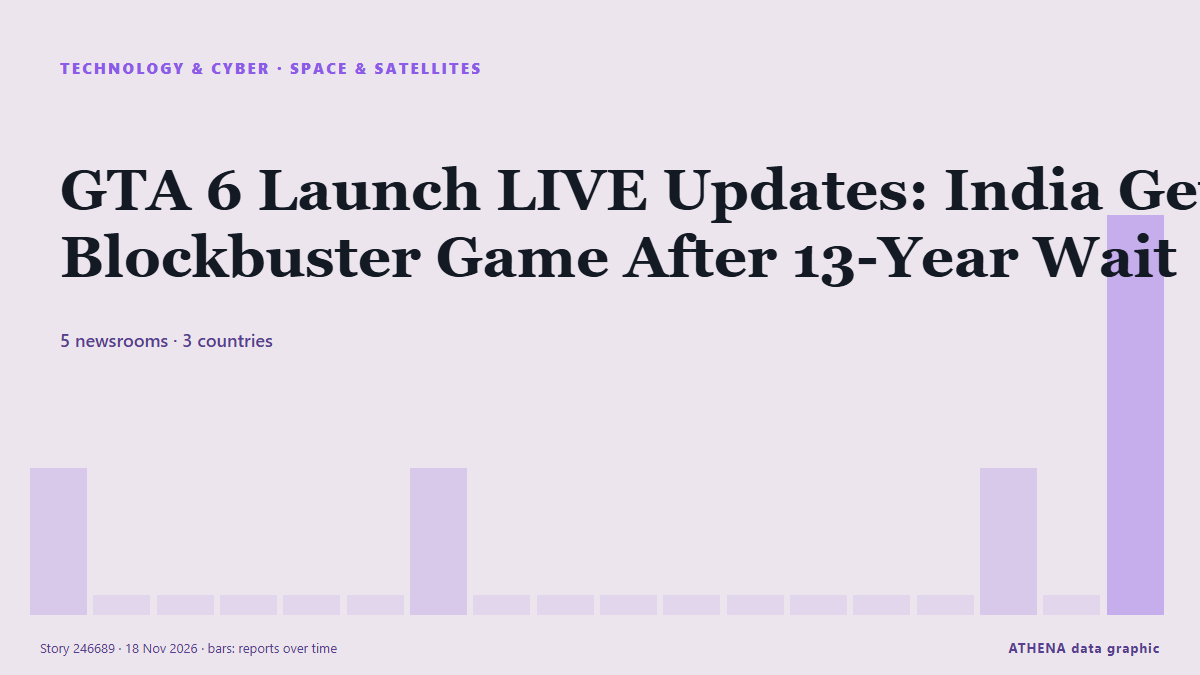 TECHNOLOGY & CYBER · SPACE & SATELLITES
GTA 6 Launch LIVE Updates: India
Blockbuster Game After 13-Year Wait
5 newsrooms · 3 countries
Story 246689 · 18 Nov 2026 · bars: reports over time
ATHENA data graphic